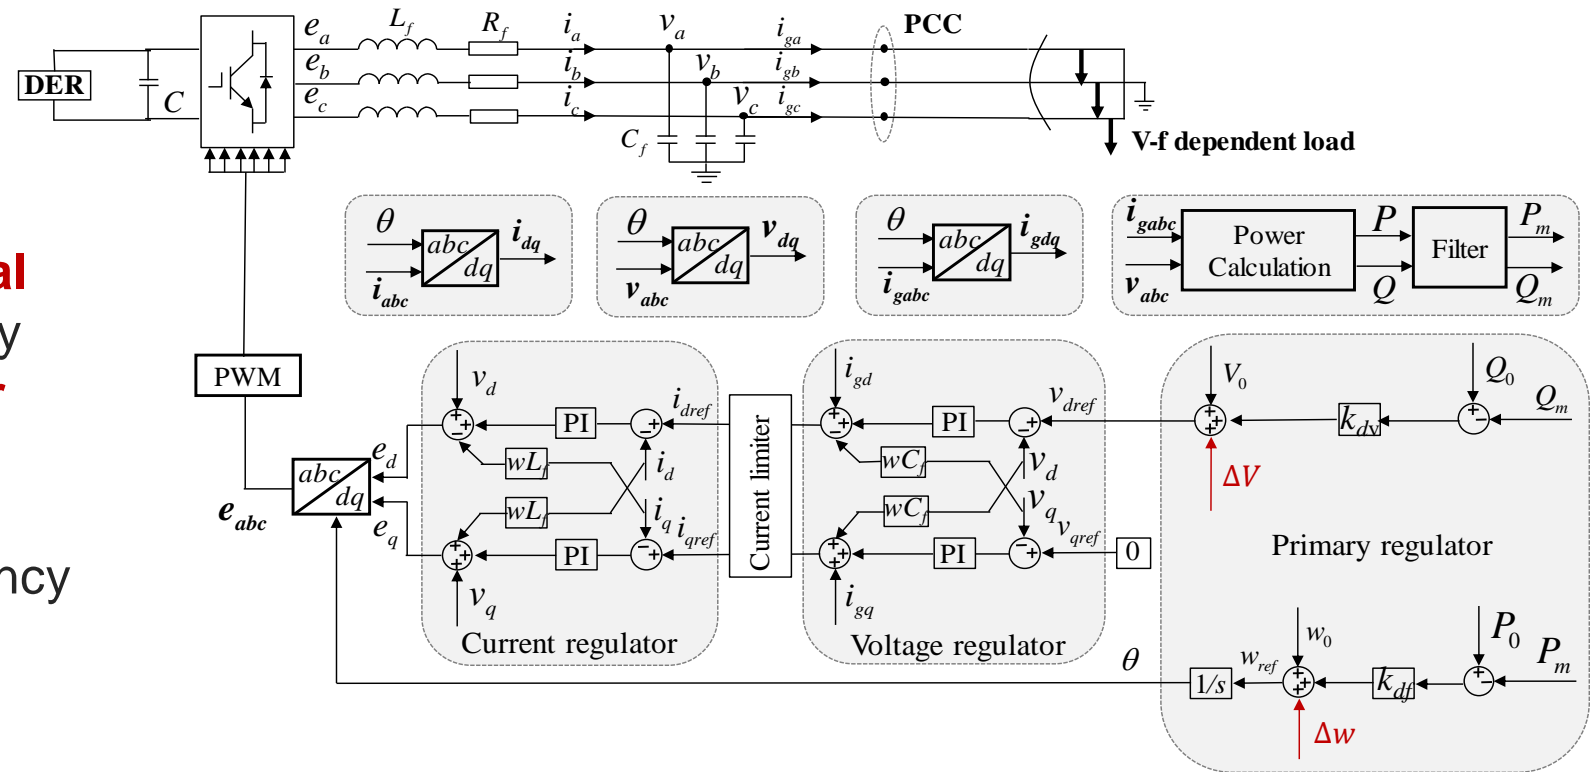 L_f
R_f
e_a
i_a
v_a
i_ga
PCC
DER
C
e_b
i_b
v_b
i_gb
e_c
i_c
v_c
i_gc
C_f
V-f dependent load
θ
abc
dq
i_dq
i_abc
θ
abc
dq
v_dq
v_abc
θ
abc
dq
i_gdq
i_gabc
i_gabc
v_abc
Power
Calculation
P
Q
Filter
P_m
Q_m
al
y
r
ncy
PWM
v_d
+
+
−
PI
−
+
i_dref
wL_f
i_d
e_d
abc
dq
e_abc
e_q
wL_f
i_q
i_qref
+
+
+
PI
−
+
v_q
Current regulator
Current limiter
i_gd
+
+
−
PI
−
+
v_dref
wC_f
v_d
wC_f
v_q
v_qref
+
+
+
PI
−
+
0
i_gq
Voltage regulator
V_0
+
+
+
k_dv
Q_0
+
−
Q_m
ΔV
Primary regulator
θ
1/s
w_ref
w_0
+
+
+
k_df
P_0
+
−
P_m
Δw